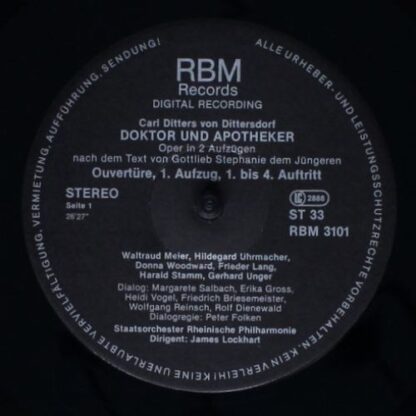 ALLE URHEBER- UND LEISTUNGSSCHUTZRECHTE VORBEHALTEN. KEIN VERLEIH! KEINE UNERLAUBTE VERVIELFÄLTIGUNG, VERMIETUNG, AUFFÜHRUNG, SENDUNG!
RBM
Records
DIGITAL RECORDING
Carl Ditters von Dittersdorf
DOKTOR UND APOTHEKER
Oper in 2 Aufzügen
nach dem Text von Gottlieb Stephanie dem Jüngeren
Ouvertüre, 1. Aufzug, 1. bis 4. Auftritt
STEREO
Seite 1
26'27"
LC 2888
ST 33
RBM 3101
Waltraud Meier, Hildegard Uhrmacher,
Donna Woodward, Frieder Lang,
Harald Stamm, Gerhard Unger
Dialog: Margarete Salbach, Erika Gross,
Heidi Vogel, Friedrich Briesemeister,
Wolfgang Reinsch, Rolf Dienewald
Dialogregie: Peter Folken
Staatsorchester Rheinische Philharmonie
Dirigent: James Lockhart